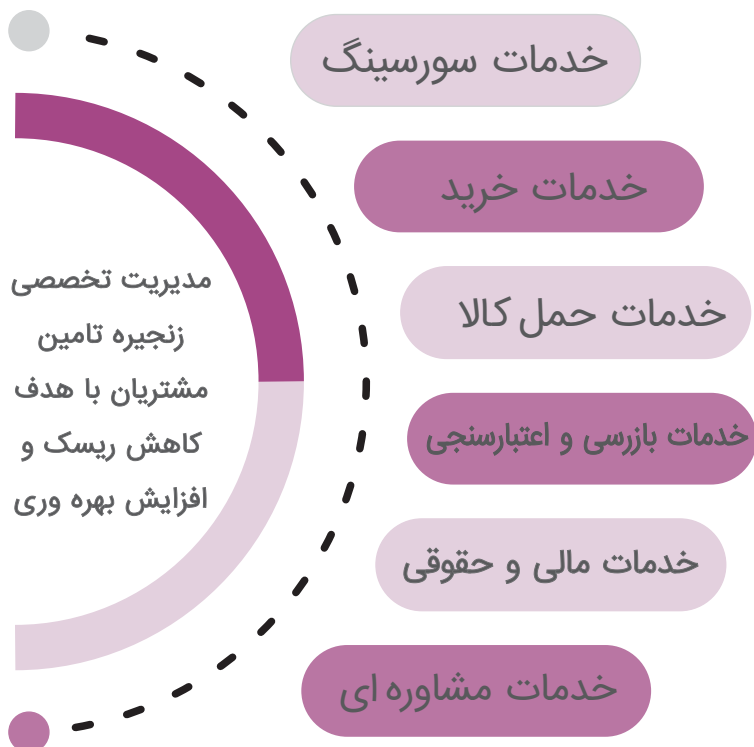 خدمات سورسینگ
خدمات خرید
خدمات حمل کالا
خدمات بازرسی و اعتبارسنجی
خدمات مالی و حقوقی
خدمات مشاوره ای
مدیریت تخصصی
زنجیره تامین
مشتریان با هدف
کاهش ریسک و
افزایش بهره وری